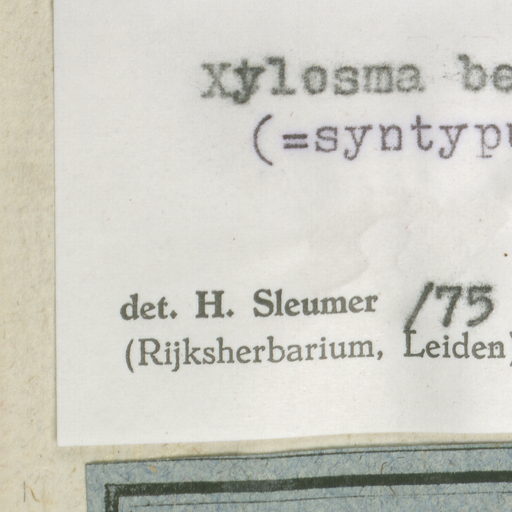 Xylosma be
(=syntypu
det. H. Sleumer /75
(Rijksherbarium, Leiden)